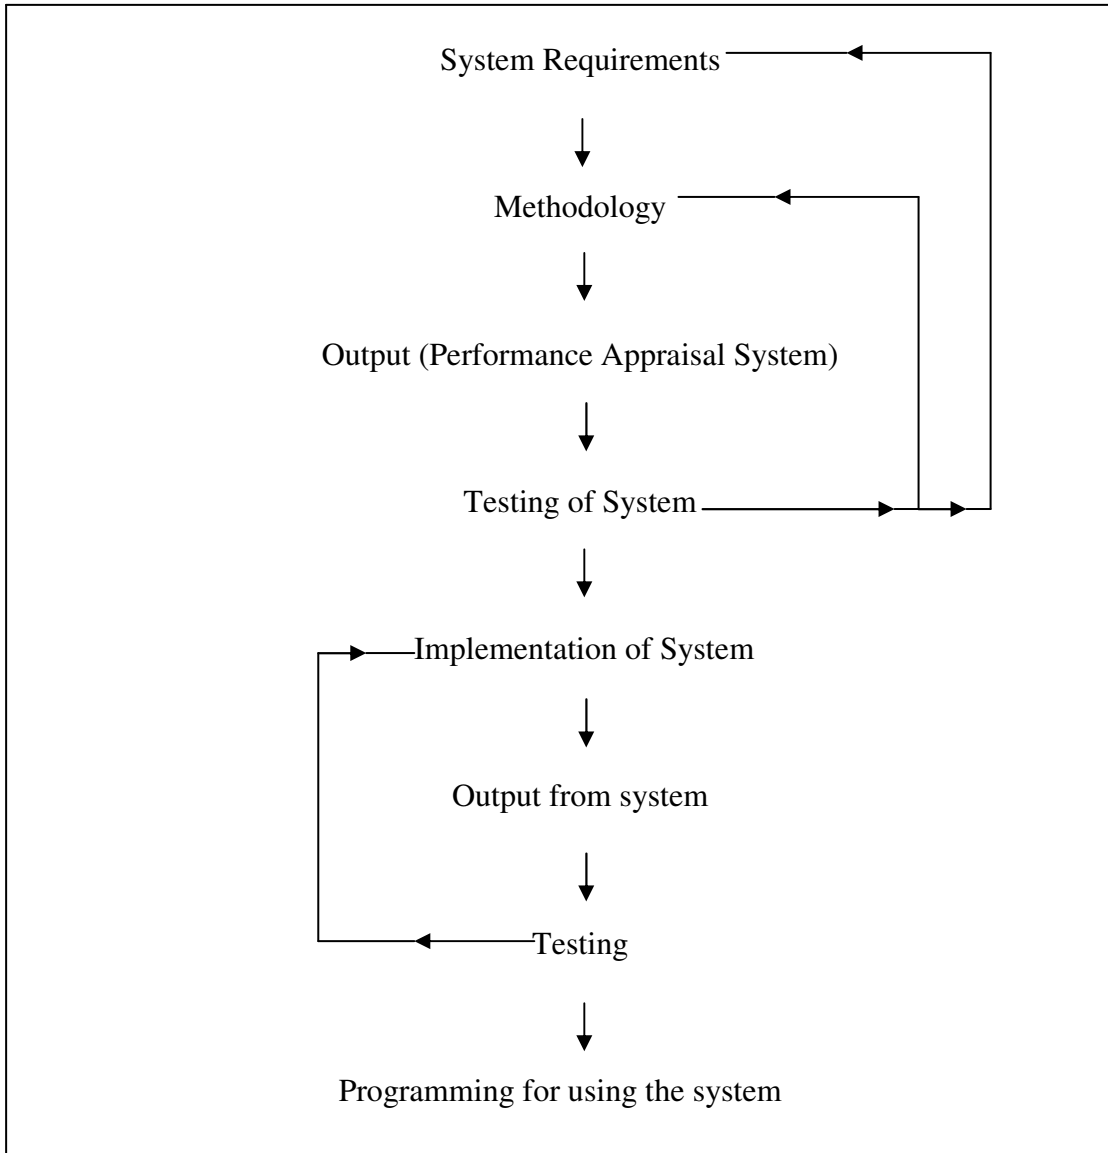 System Requirements
Methodology
Output (Performance Appraisal System)
Testing of System
Implementation of System
Output from system
Testing
Programming for using the system